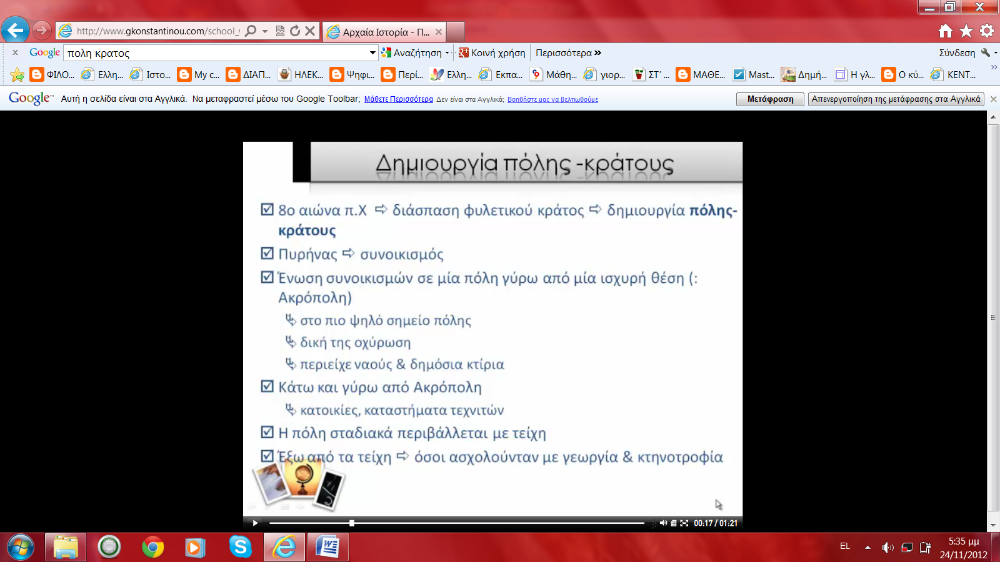 http://www.gkonstantinou.com/school_
Αρχαία Ιστορία - Π...
x Google πολη κρατος Αναζήτηση Κοινή χρήση Περισσότερα » Σύνδεση
ΦΙΛΟ... Ελλη... Ιστο... My c... ΔΙΑΠ... ΗΛΕΚ... Ψηφι... Περί... Ελλη... Εκπα... Μάθη... γιορ... ΣΤ΄ ... ΜΑΘΕ... Mast... Δημή... Η γλ... Ο κύ... ΚΕΝΤ... »
Google™ Αυτή η σελίδα είναι στα Αγγλικά. Να μεταφραστεί μέσω του Google Toolbar; Μάθετε Περισσότερα Δεν είναι στα Αγγλικά; Βοηθήστε μας να βελτιωθούμε Μετάφραση Απενεργοποίηση της μετάφρασης στα Αγγλικά
Δημιουργία πόλης -κράτους
8ο αιώνα π.Χ ⇨ διάσπαση φυλετικού κράτος ⇨ δημιουργία πόλης-
κράτους
Πυρήνας ⇨ συνοικισμός
Ένωση συνοικισμών σε μία πόλη γύρω από μία ισχυρή θέση (:
Ακρόπολη)
στο πιο ψηλό σημείο πόλης
δική της οχύρωση
περιείχε ναούς & δημόσια κτίρια
Κάτω και γύρω από Ακρόπολη
κατοικίες, καταστήματα τεχνιτών
Η πόλη σταδιακά περιβάλλεται με τείχη
Έξω από τα τείχη ⇨ όσοι ασχολούνταν με γεωργία & κτηνοτροφία
00:17 / 01:21
EL
5:35 μμ
24/11/2012